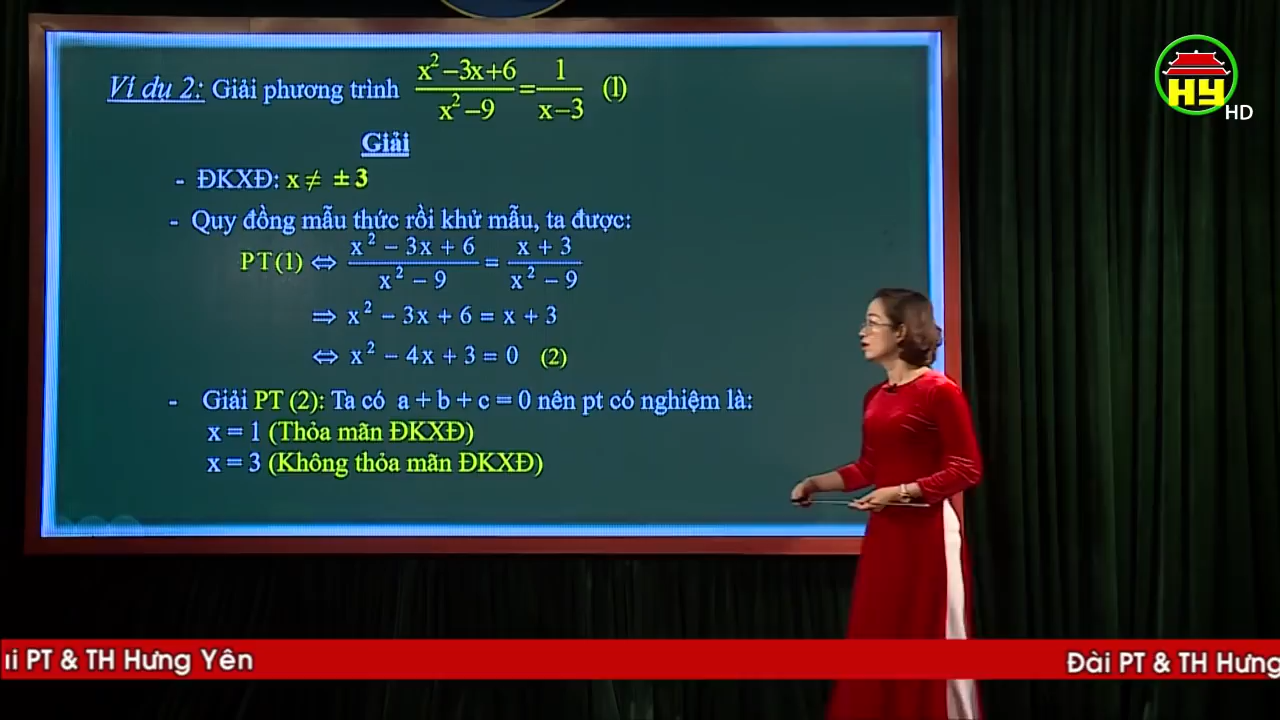 Ví dụ 2: Giải phương trình (x²−3x+6)/(x²−9) = 1/(x−3) (1)
Giải
- ĐKXĐ: x ≠ ±3
- Quy đồng mẫu thức rồi khử mẫu, ta được:
PT(1) ⇔ (x² − 3x + 6)/(x² − 9) = (x + 3)/(x² − 9)
⇒ x² − 3x + 6 = x + 3
⇔ x² − 4x + 3 = 0 (2)
- Giải PT (2): Ta có a + b + c = 0 nên pt có nghiệm là:
x = 1 (Thỏa mãn ĐKXĐ)
x = 3 (Không thỏa mãn ĐKXĐ)
HY
HD
PT & TH Hưng Yên
Đài PT & TH Hưng